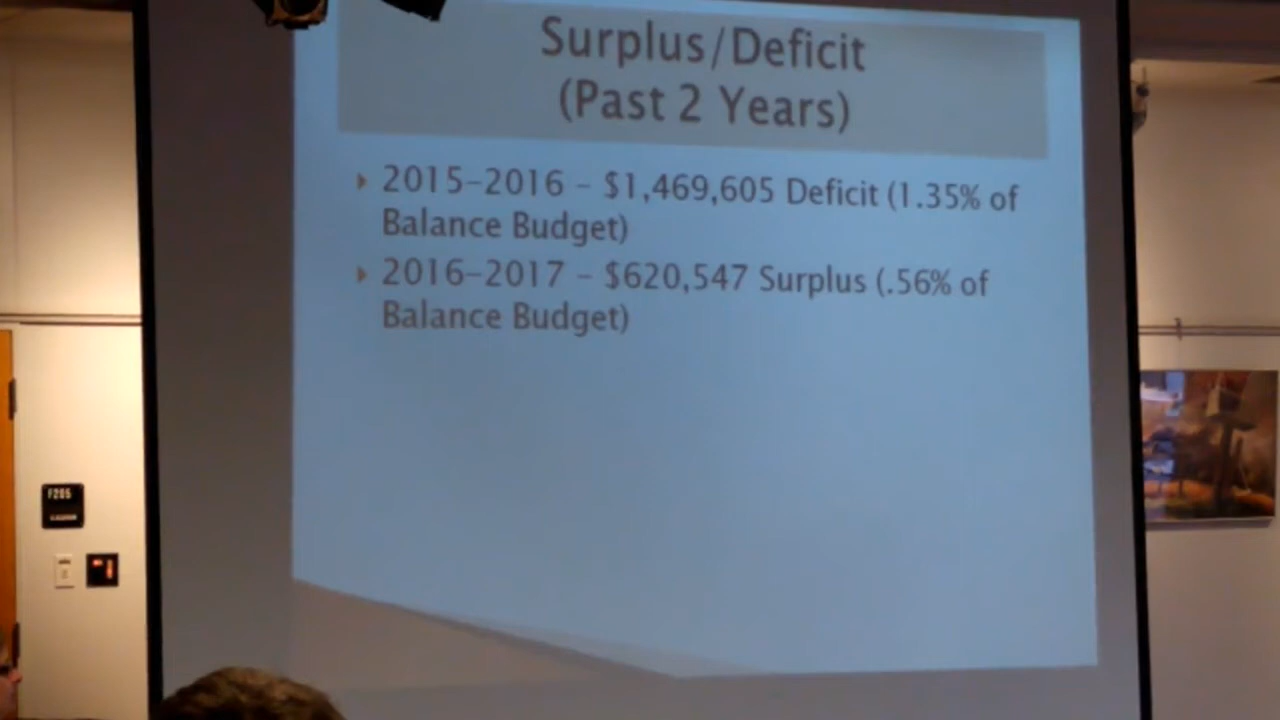 Surplus/Deficit
(Past 2 Years)
2015-2016 - $1,469,605 Deficit (1.35% of
Balance Budget)
2016-2017 - $620,547 Surplus (.56% of
Balance Budget)
F205